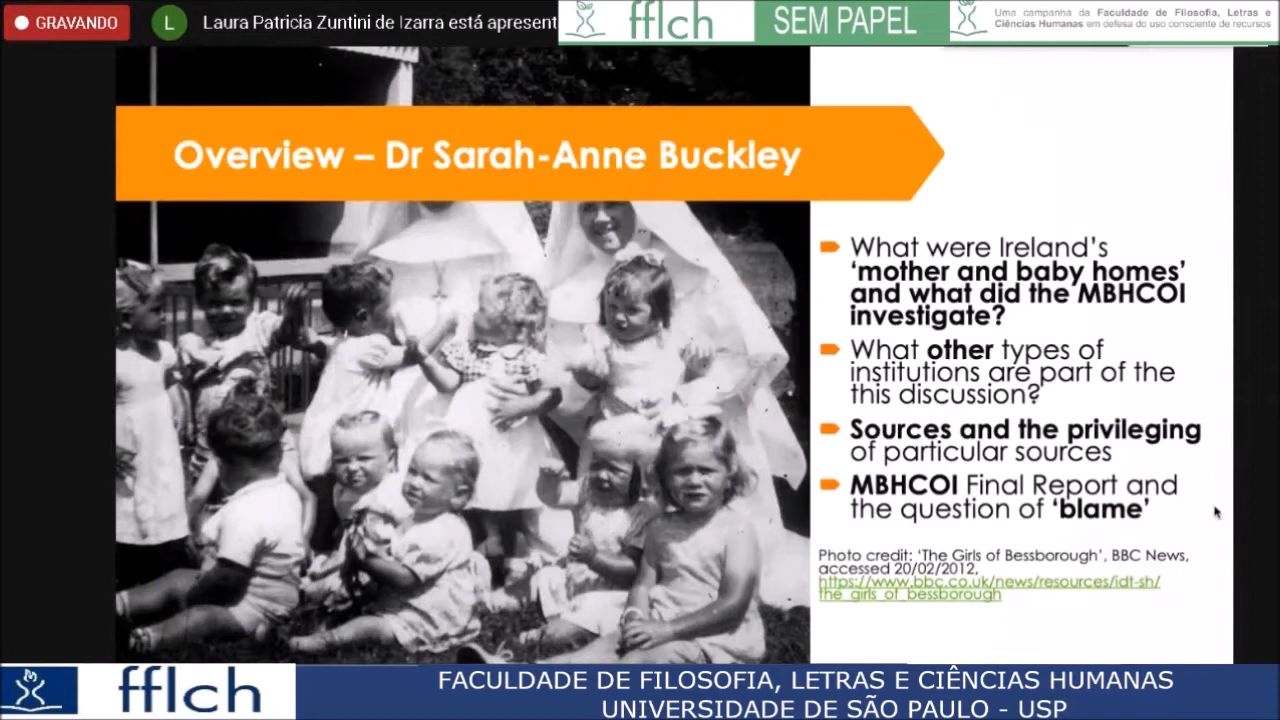 GRAVANDO
L
Laura Patricia Zuntini de Izarra está apresent
fflch
SEM PAPEL
Uma campanha da Faculdade de Filosofia, Letras e
Ciências Humanas em defesa do uso consciente de recursos
Overview – Dr Sarah-Anne Buckley
What were Ireland's
'mother and baby homes'
and what did the MBHCOI
investigate?
What other types of
institutions are part of the
this discussion?
Sources and the privileging
of particular sources
MBHCOI Final Report and
the question of 'blame'
Photo credit: 'The Girls of Bessborough', BBC News,
accessed 20/02/2012,
https://www.bbc.co.uk/news/resources/idt-sh/
the_girls_of_bessborough
fflch
FACULDADE DE FILOSOFIA, LETRAS E CIÊNCIAS HUMANAS
UNIVERSIDADE DE SÃO PAULO - USP